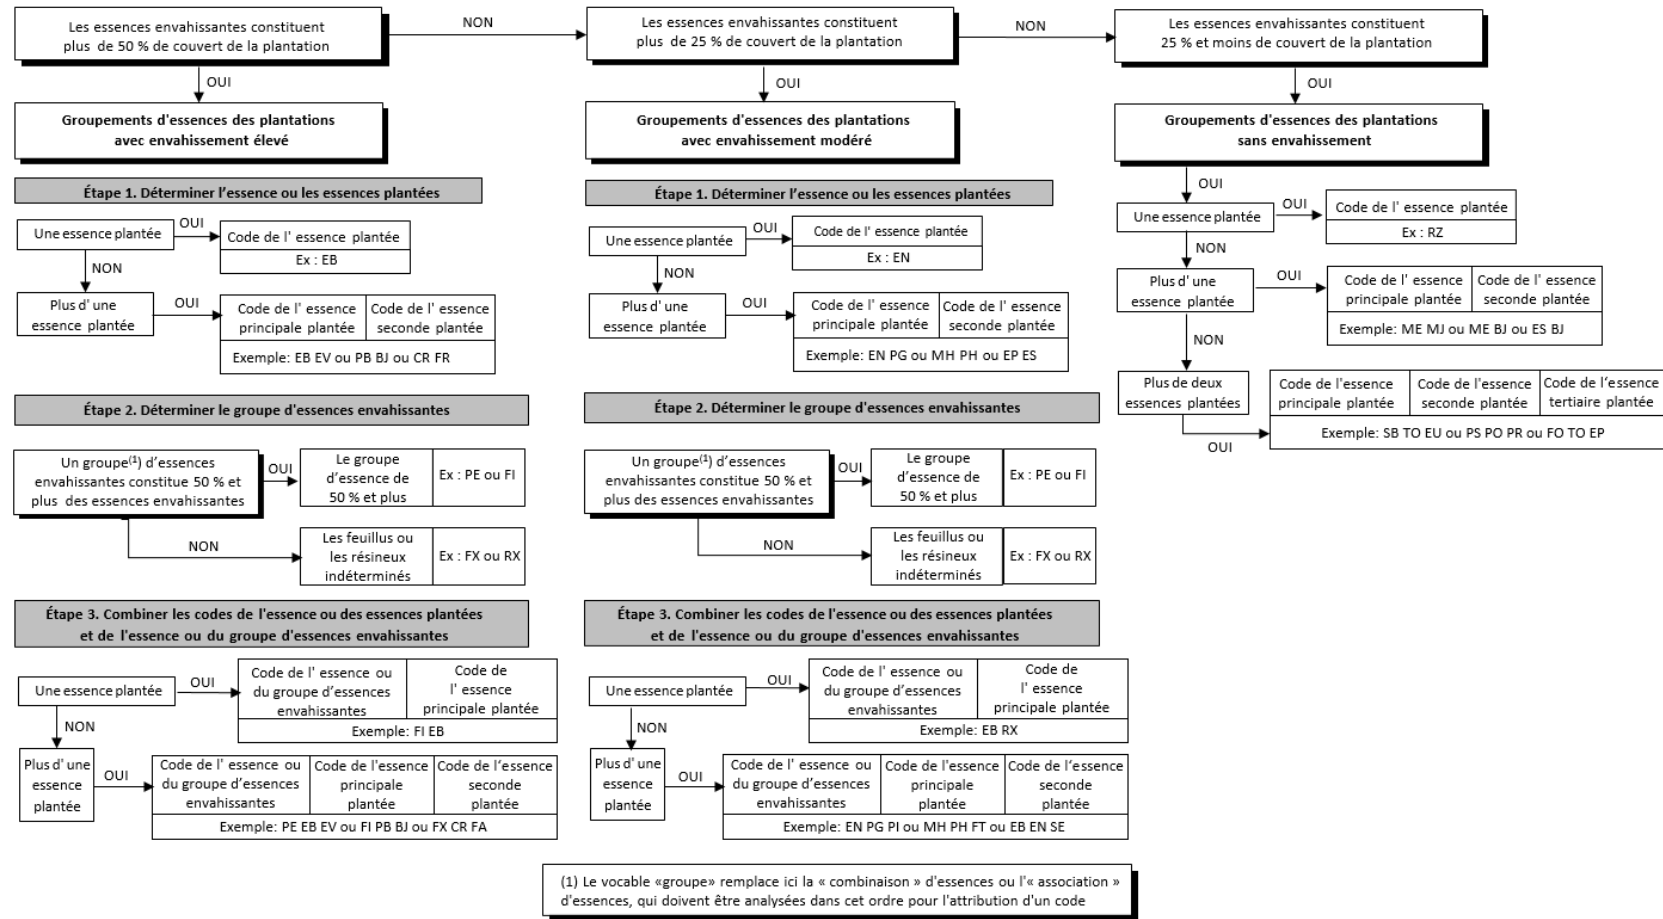 Les essences envahissantes constituent
plus de 50 % de couvert de la plantation
NON
Les essences envahissantes constituent
plus de 25 % de couvert de la plantation
NON
Les essences envahissantes constituent
25 % et moins de couvert de la plantation
OUI
OUI
OUI
Groupements d'essences des plantations
avec envahissement élevé
Groupements d'essences des plantations
avec envahissement modéré
Groupements d'essences des plantations
sans envahissement
Étape 1. Déterminer l'essence ou les essences plantées
Une essence plantée
OUI
Code de l' essence plantée
Ex : EB
NON
Plus d' une
essence plantée
OUI
Code de l' essence
principale plantée
Code de l' essence
seconde plantée
Exemple: EB EV ou PB BJ ou CR FR
Étape 2. Déterminer le groupe d'essences envahissantes
Un groupe(1) d'essences
envahissantes constitue 50 % et
plus des essences envahissantes
OUI
Le groupe
d'essence de
50 % et plus
Ex : PE ou FI
NON
Les feuillus ou
les résineux
indéterminés
Ex : FX ou RX
Étape 3. Combiner les codes de l'essence ou des essences plantées
et de l'essence ou du groupe d'essences envahissantes
Une essence plantée
OUI
Code de l' essence ou
du groupe d'essences
envahissantes
Code de
l' essence
principale plantée
Exemple: FI EB
NON
Plus d' une
essence
plantée
OUI
Code de l' essence ou
du groupe d'essences
envahissantes
Code de l'essence
principale
plantée
Code de l'essence
seconde
plantée
Exemple: PE EB EV ou FI PB BJ ou FX CR FA
Étape 1. Déterminer l'essence ou les essences plantées
Une essence plantée
OUI
Code de l' essence plantée
Ex : EN
NON
Plus d' une
essence plantée
OUI
Code de l' essence
principale plantée
Code de l' essence
seconde plantée
Exemple: EN PG ou MH PH ou EP ES
Étape 2. Déterminer le groupe d'essences envahissantes
Un groupe(1) d'essences
envahissantes constitue 50 % et
plus des essences envahissantes
OUI
Le groupe
d'essence de
50 % et plus
Ex : PE ou FI
NON
Les feuillus ou
les résineux
indéterminés
Ex : FX ou RX
Étape 3. Combiner les codes de l'essence ou des essences plantées
et de l'essence ou du groupe d'essences envahissantes
Une essence plantée
OUI
Code de l' essence ou
du groupe d'essences
envahissantes
Code de
l' essence
principale plantée
Exemple: EB RX
NON
Plus d' une
essence
plantée
OUI
Code de l' essence ou
du groupe d'essences
envahissantes
Code de l'essence
principale
plantée
Code de l'essence
seconde
plantée
Exemple: EN PG PI ou MH PH FT ou EB EN SE
OUI
Une essence plantée
OUI
Code de l' essence plantée
Ex : RZ
NON
Plus d' une
essence plantée
OUI
Code de l' essence
principale plantée
Code de l' essence
seconde plantée
Exemple: ME MJ ou ME BJ ou ES BJ
NON
Plus de deux
essences plantées
OUI
Code de l'essence
principale plantée
Code de l'essence
seconde plantée
Code de l'essence
tertiaire plantée
Exemple: SB TO EU ou PS PO PR ou FO TO EP
(1) Le vocable «groupe» remplace ici la « combinaison » d'essences ou l'« association »
d'essences, qui doivent être analysées dans cet ordre pour l'attribution d'un code